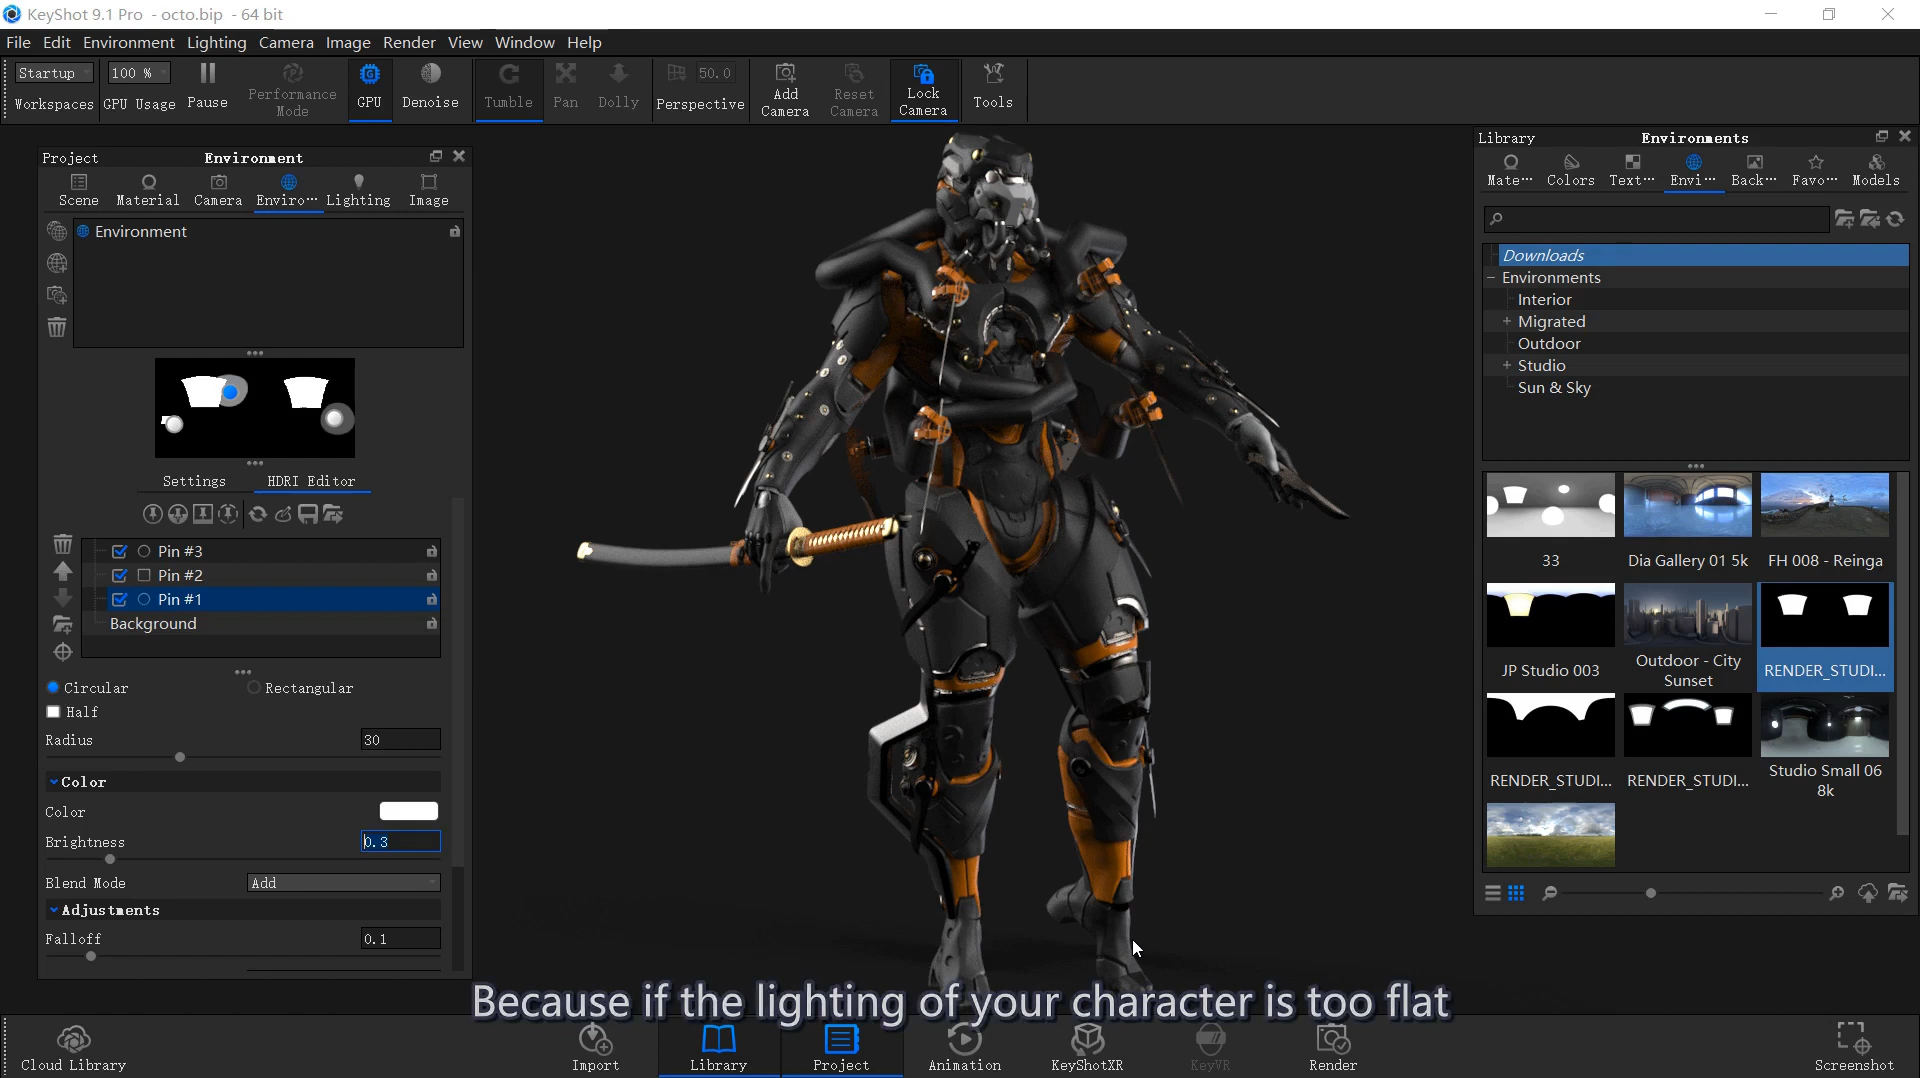 KeyShot 9.1 Pro - octo.bip - 64 bit
File Edit Environment Lighting Camera Image Render View Window Help
Startup
Workspaces
100 %
GPU Usage
Pause
Performance
Mode
GPU
Denoise
Tumble
Pan
Dolly
50.0
Perspective
Add
Camera
Reset
Camera
Lock
Camera
Tools
Project
Environment
Scene
Material
Camera
Enviro···
Lighting
Image
Environment
Settings
HDRI Editor
Pin #3
Pin #2
Pin #1
Background
Circular
Rectangular
Half
Radius
30
Color
Color
Brightness
0.3
Blend Mode
Add
Adjustments
Falloff
0.1
Library
Environments
Mate···
Colors
Text···
Envi···
Back···
Favo···
Models
Downloads
Environments
Interior
Migrated
Outdoor
Studio
Sun & Sky
33
Dia Gallery 01 5k
FH 008 - Reinga
JP Studio 003
Outdoor - City
Sunset
RENDER_STUDI...
RENDER_STUDI...
RENDER_STUDI...
Studio Small 06
8k
Because if the lighting of your character is too flat
Cloud Library
Import
Library
Project
Animation
KeyShotXR
KeyVR
Render
Screenshot